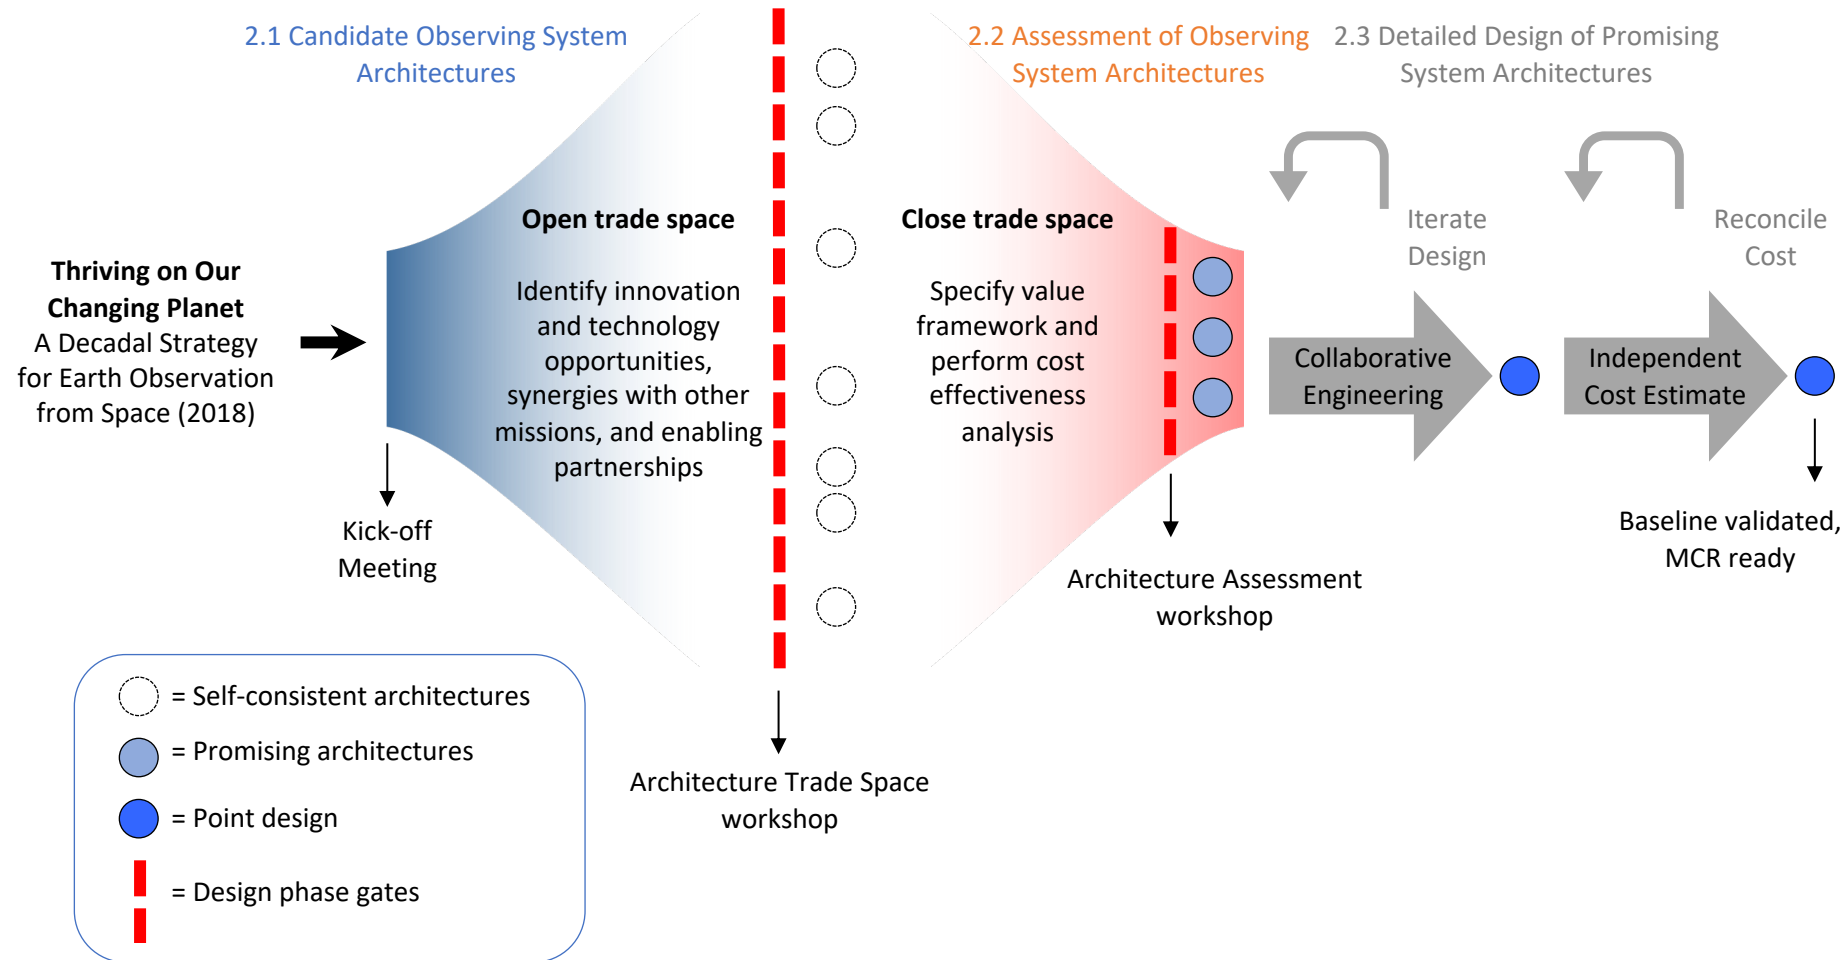 2.1 Candidate Observing System
Architectures
2.2 Assessment of Observing
System Architectures
2.3 Detailed Design of Promising
System Architectures
Thriving on Our
Changing Planet
A Decadal Strategy
for Earth Observation
from Space (2018)
Open trade space
Identify innovation
and technology
opportunities,
synergies with other
missions, and enabling
partnerships
Close trade space
Specify value
framework and
perform cost
effectiveness
analysis
Iterate
Design
Reconcile
Cost
Collaborative
Engineering
Independent
Cost Estimate
Kick-off
Meeting
Architecture Trade Space
workshop
Architecture Assessment
workshop
Baseline validated,
MCR ready
= Self-consistent architectures
= Promising architectures
= Point design
= Design phase gates